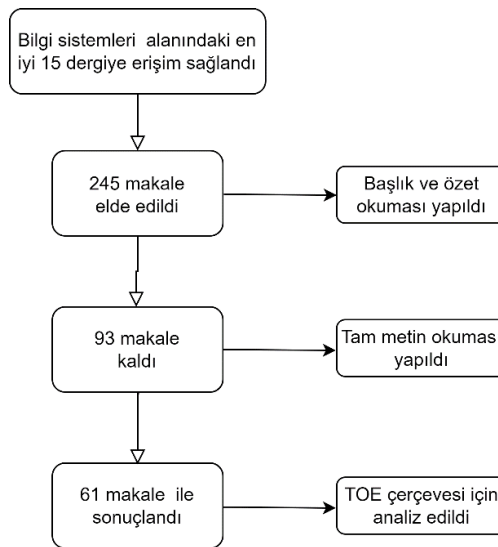 Bilgi sistemleri alanındaki en
iyi 15 dergiye erişim sağlandı
245 makale
elde edildi
Başlık ve özet
okuması yapıldı
93 makale
kaldı
Tam metin okuması
yapıldı
61 makale ile
sonuçlandı
TOE çerçevesi için
analiz edildi